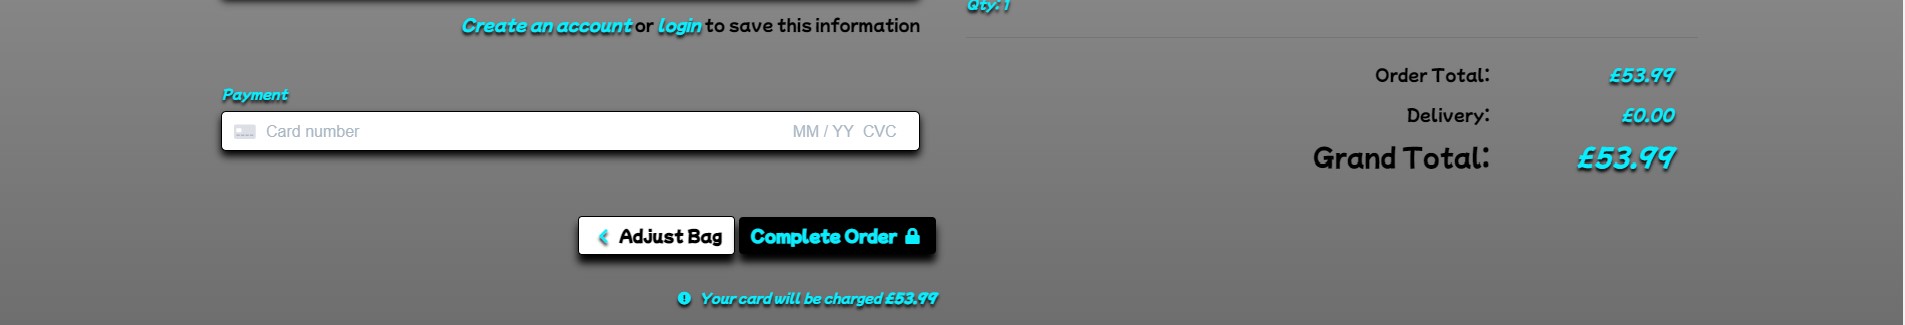 Qty: 1
Create an account or login to save this information
Payment
Card number MM / YY CVC
Order Total: £53.99
Delivery: £0.00
Grand Total: £53.99
Adjust Bag Complete Order
Your card will be charged £53.99